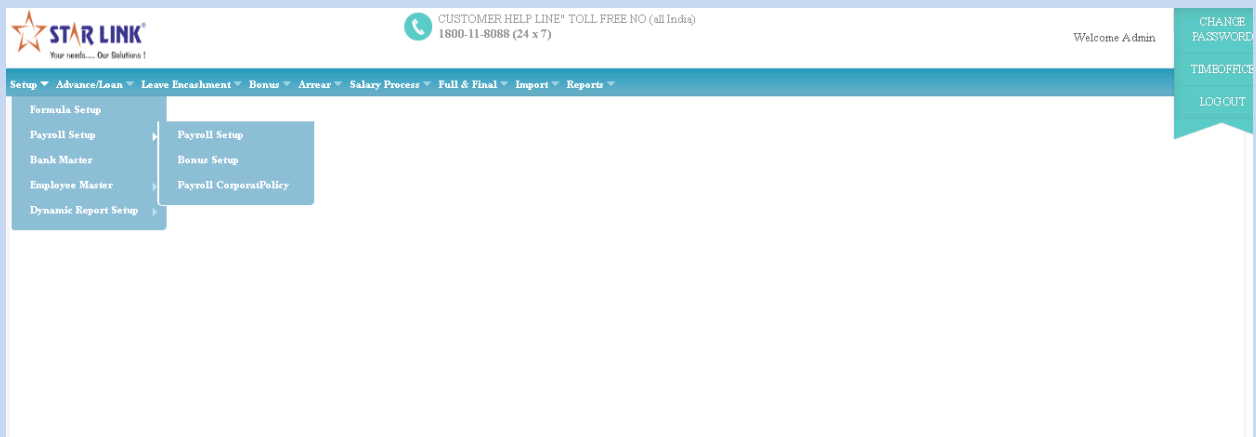 STAR LINK®
Your needs.... Our Solutions !
CUSTOMER HELP LINE" TOLL FREE NO (all India)
1800-11-8088 (24 x 7)
Welcome Admin
CHANGE
PASSWORD
TIMEOFFICE
LOGOUT
Setup Advance/Loan Leave Encashment Bonus Arrear Salary Process Full & Final Import Reports
Formula Setup
Payroll Setup
Bank Master
Employee Master
Dynamic Report Setup
Payroll Setup
Bonus Setup
Payroll CorporatPolicy